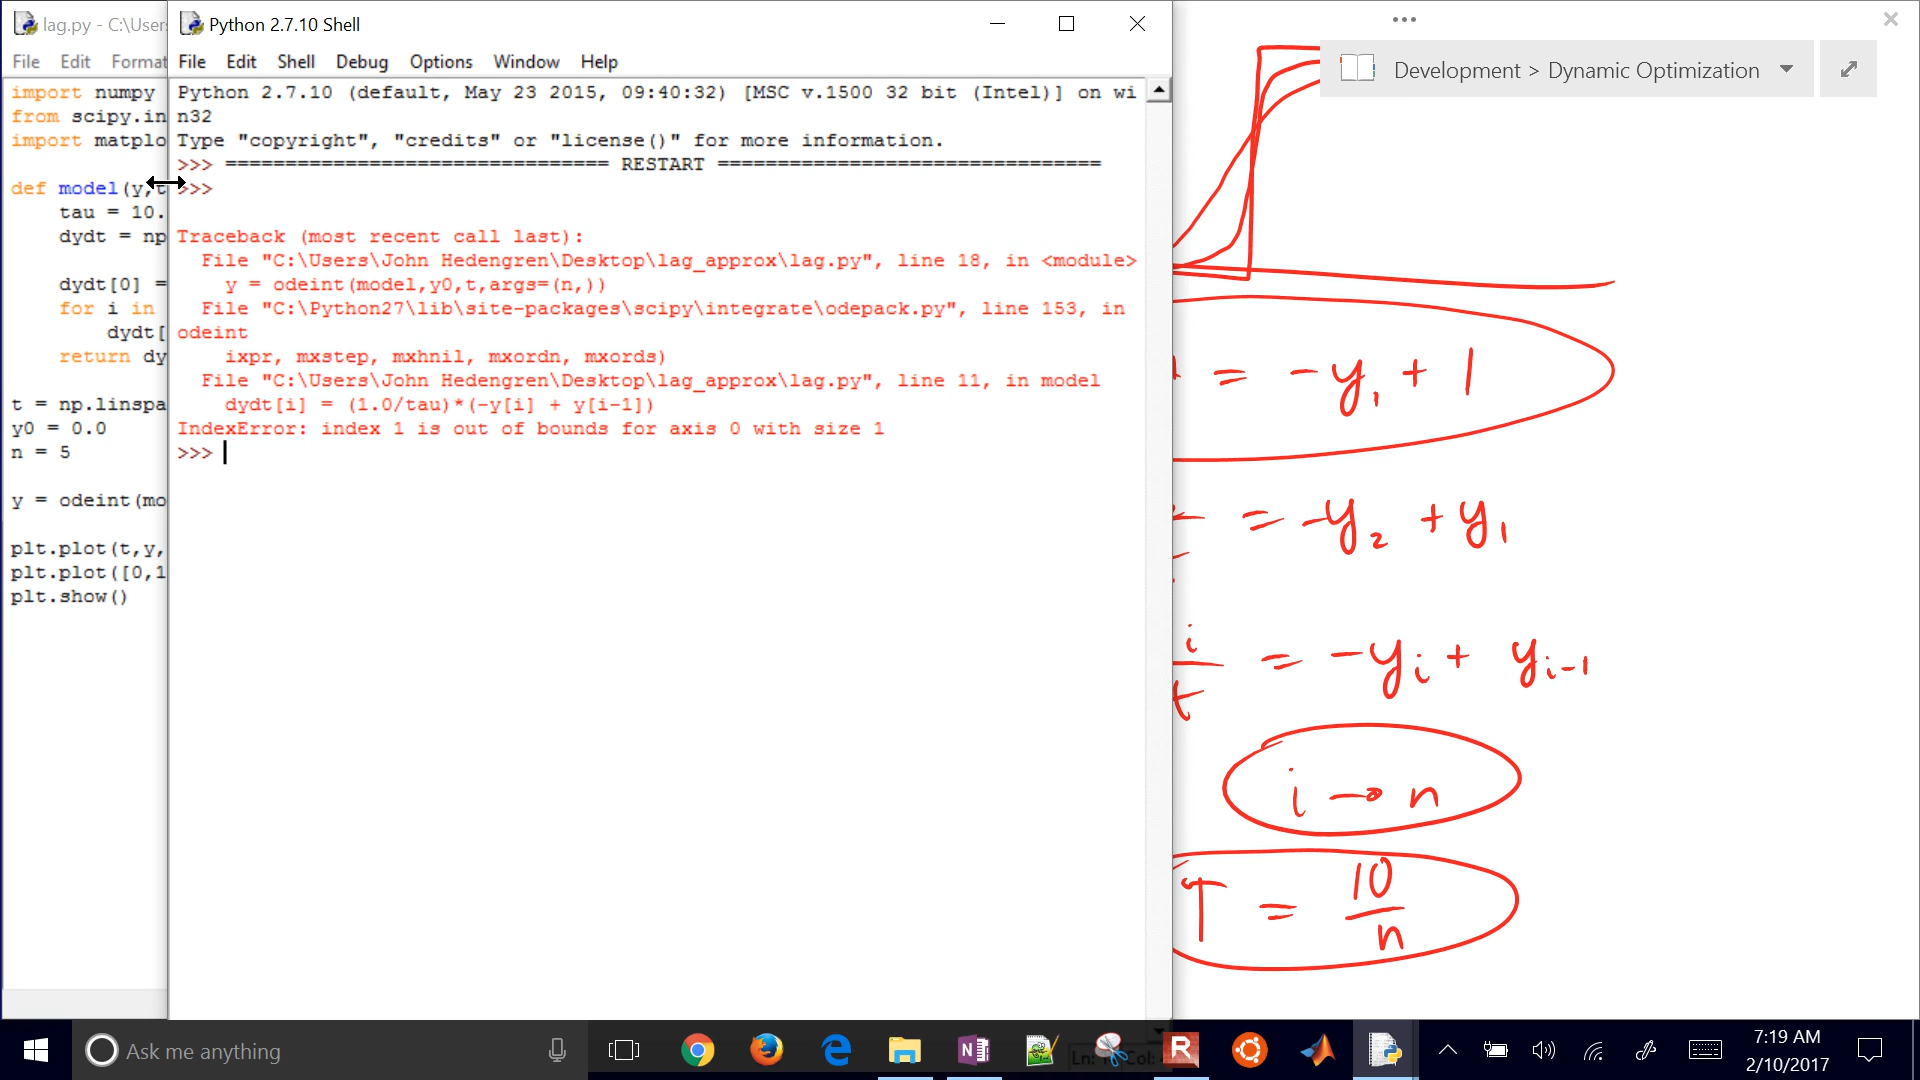 lag.py - C:\User
File Edit Format
import numpy
from scipy.in
import matplo
def model(y,t
tau = 10.
dydt = np
dydt[0] =
for i in
dydt[
return dy
t = np.linspa
y0 = 0.0
n = 5
y = odeint(mo
plt.plot(t,y,
plt.plot([0,1
plt.show()
Python 2.7.10 Shell
File Edit Shell Debug Options Window Help
Python 2.7.10 (default, May 23 2015, 09:40:32) [MSC v.1500 32 bit (Intel)] on wi
n32
Type "copyright", "credits" or "license()" for more information.
>>> ================================ RESTART ================================
>>>
Traceback (most recent call last):
File "C:\Users\John Hedengren\Desktop\lag_approx\lag.py", line 18, in <module>
y = odeint(model,y0,t,args=(n,))
File "C:\Python27\lib\site-packages\scipy\integrate\odepack.py", line 153, in
odeint
ixpr, mxstep, mxhnil, mxordn, mxords)
File "C:\Users\John Hedengren\Desktop\lag_approx\lag.py", line 11, in model
dydt[i] = (1.0/tau)*(-y[i] + y[i-1])
IndexError: index 1 is out of bounds for axis 0 with size 1
>>>
Development > Dynamic Optimization
= -y₁ + 1
= -y₂ + y₁
i
t = -yᵢ + yᵢ₋₁
i → n
T = 10/n
Ask me anything
7:19 AM
2/10/2017